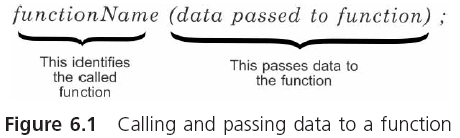 functionName (data passed to function) ;
This identifies
the called
function
This passes data to
the function
Figure 6.1 Calling and passing data to a function